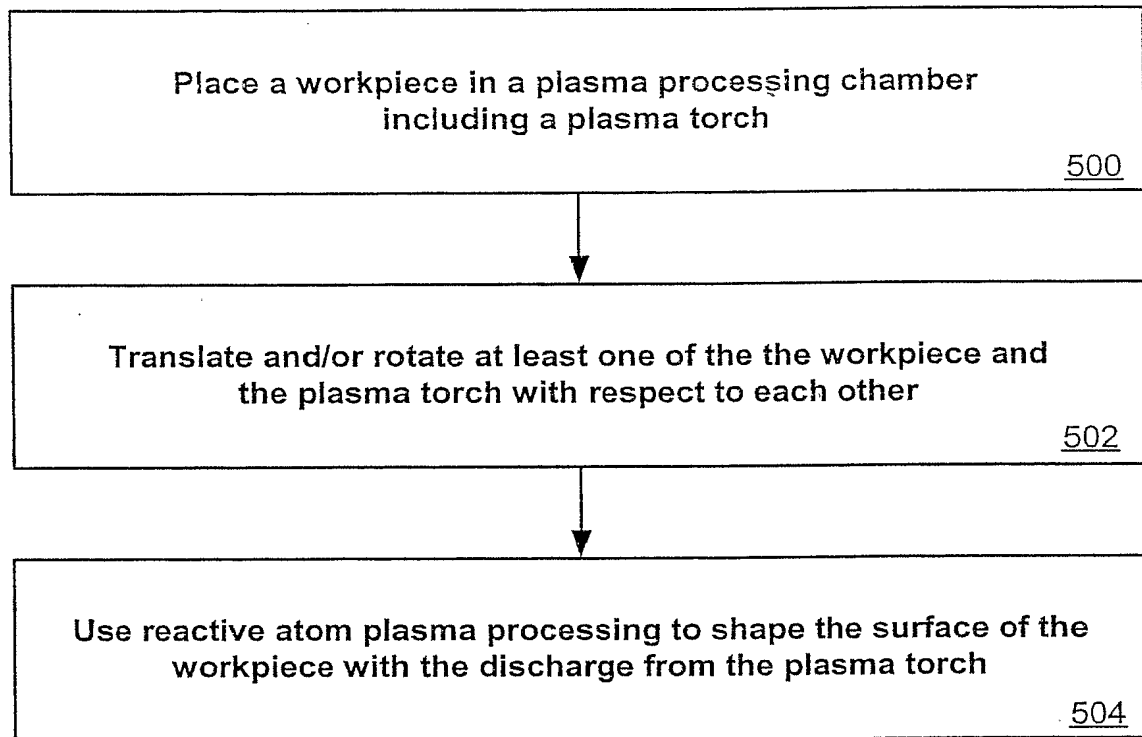 Place a workpiece in a plasma processing chamber
including a plasma torch
500
Translate and/or rotate at least one of the the workpiece and
the plasma torch with respect to each other
502
Use reactive atom plasma processing to shape the surface of the
workpiece with the discharge from the plasma torch
504